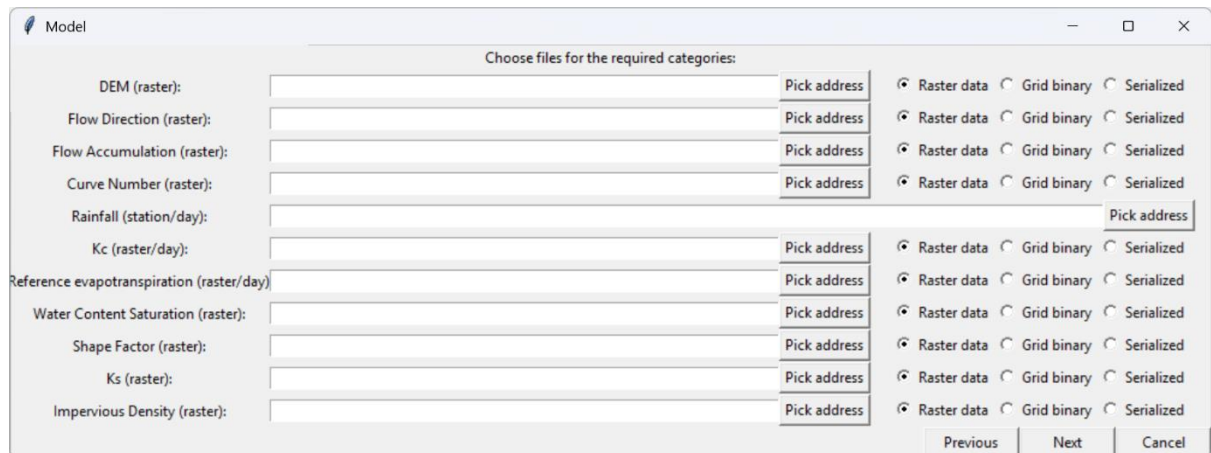 Model
Choose files for the required categories:
DEM (raster): Pick address Raster data Grid binary Serialized
Flow Direction (raster): Pick address Raster data Grid binary Serialized
Flow Accumulation (raster): Pick address Raster data Grid binary Serialized
Curve Number (raster): Pick address Raster data Grid binary Serialized
Rainfall (station/day): Pick address
Kc (raster/day): Pick address Raster data Grid binary Serialized
Reference evapotranspiration (raster/day) Pick address Raster data Grid binary Serialized
Water Content Saturation (raster): Pick address Raster data Grid binary Serialized
Shape Factor (raster): Pick address Raster data Grid binary Serialized
Ks (raster): Pick address Raster data Grid binary Serialized
Impervious Density (raster): Pick address Raster data Grid binary Serialized
Previous Next Cancel